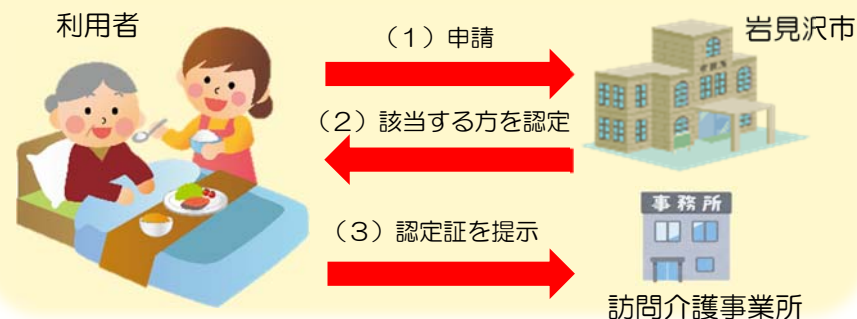 利用者
（１）申請
岩見沢市
（２）該当する方を認定
（３）認定証を提示
事務所
訪問介護事業所